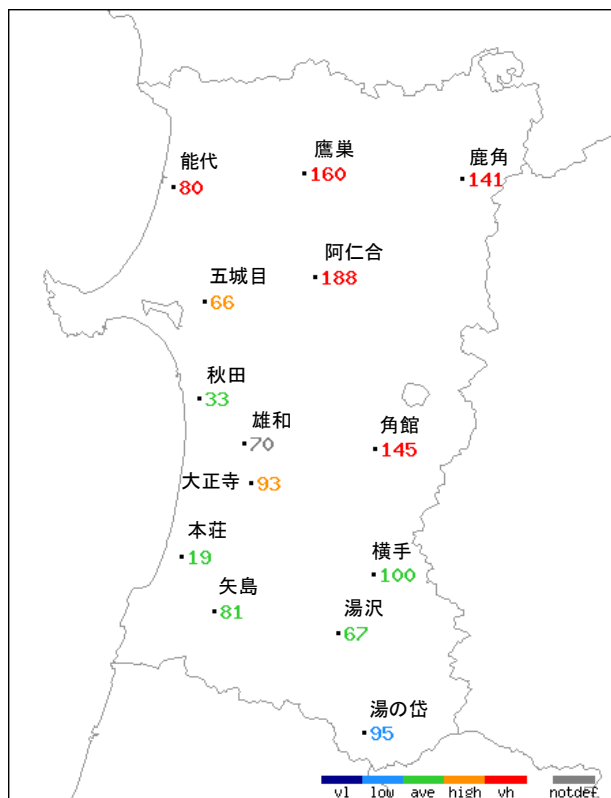 能代
80
鷹巣
160
鹿角
141
阿仁合
188
五城目
66
秋田
33
雄和
70
角館
145
大正寺
93
本荘
19
横手
100
矢島
81
湯沢
67
湯の岱
95
vl low ave high vh notdef